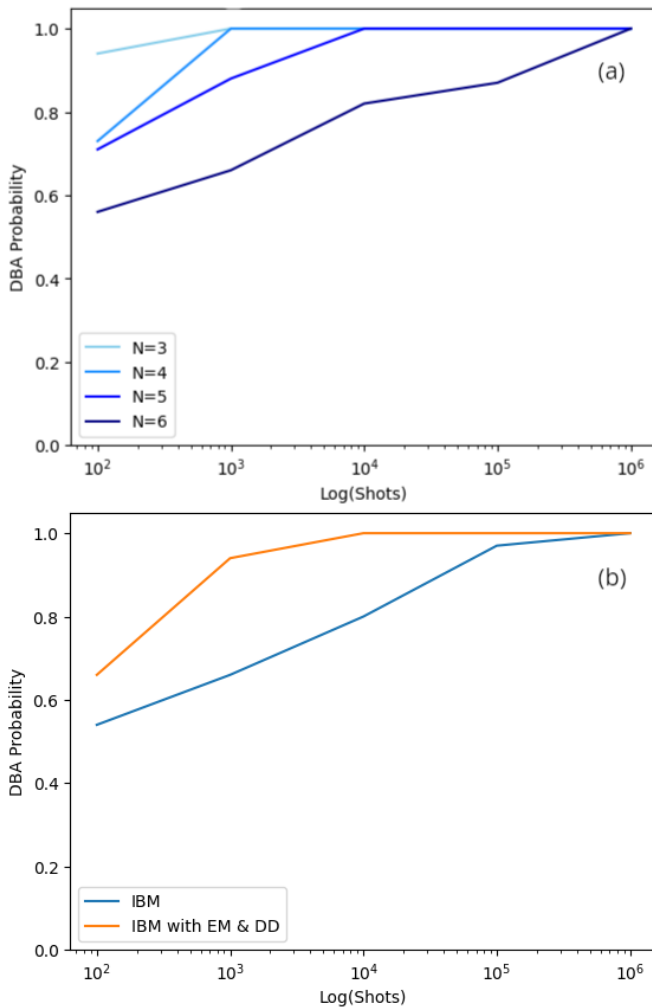 1.0
(a)
0.8
0.6
DBA Probability
0.4
0.2
N=3
N=4
N=5
N=6
0.0
10² 10³ 10⁴ 10⁵ 10⁶
Log(Shots)
1.0
(b)
0.8
0.6
DBA Probability
0.4
0.2
IBM
IBM with EM & DD
0.0
10² 10³ 10⁴ 10⁵ 10⁶
Log(Shots)